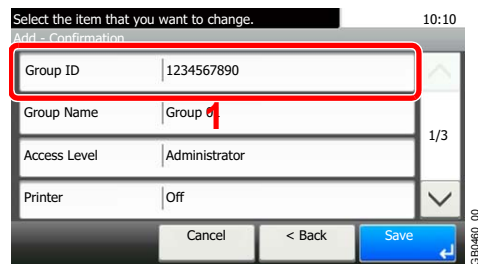 Select the item that you want to change. 10:10
Add - Confirmation
Group ID 1234567890
Group Name Group
1
1/3
Access Level Administrator
Printer Off
Cancel < Back Save
GB0460_00